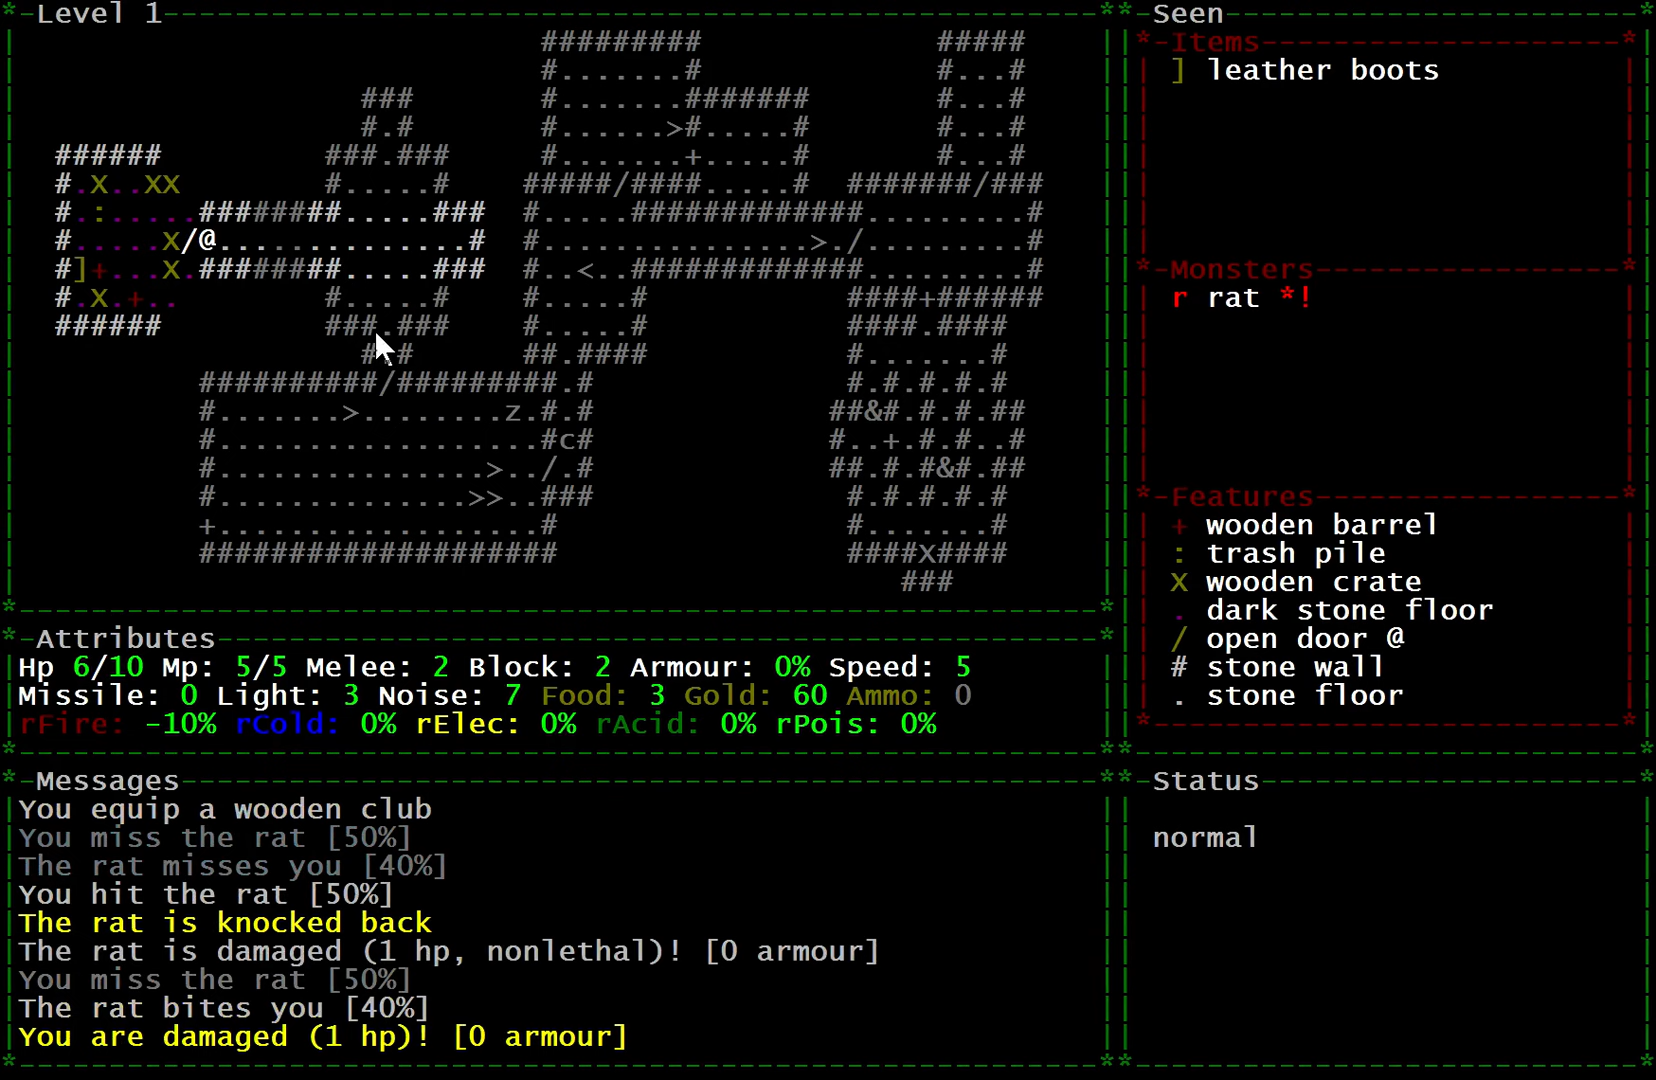 Level 1
Seen
Items
] leather boots
Monsters
r rat *!
Features
+ wooden barrel
: trash pile
x wooden crate
. dark stone floor
/ open door @
# stone wall
. stone floor
Attributes
Hp 6/10 Mp: 5/5 Melee: 2 Block: 2 Armour: 0% Speed: 5
Missile: 0 Light: 3 Noise: 7 Food: 3 Gold: 60 Ammo: 0
rFire: -10% rCold: 0% rElec: 0% rAcid: 0% rPois: 0%
Messages
You equip a wooden club
You miss the rat [50%]
The rat misses you [40%]
You hit the rat [50%]
The rat is knocked back
The rat is damaged (1 hp, nonlethal)! [0 armour]
You miss the rat [50%]
The rat bites you [40%]
You are damaged (1 hp)! [0 armour]
Status
normal